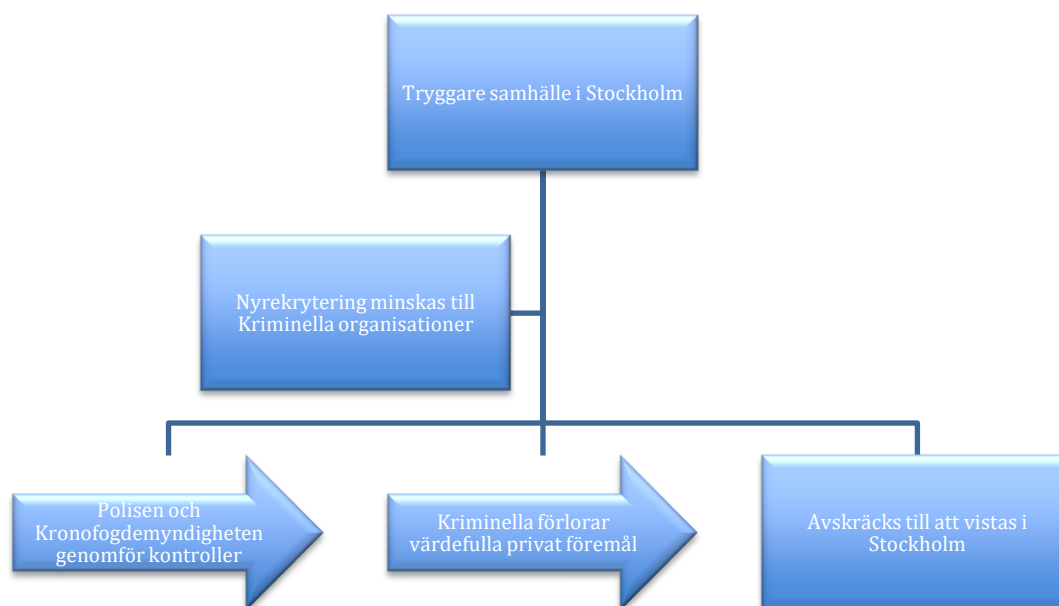 Tryggare samhälle i Stockholm
Nyrekrytering minskas till
Kriminella organisationer
Polisen och
Kronofogdemyndigheten
genomför kontroller
Kriminella förlorar
värdefulla privat föremål
Avskräcks till att vistas i
Stockholm